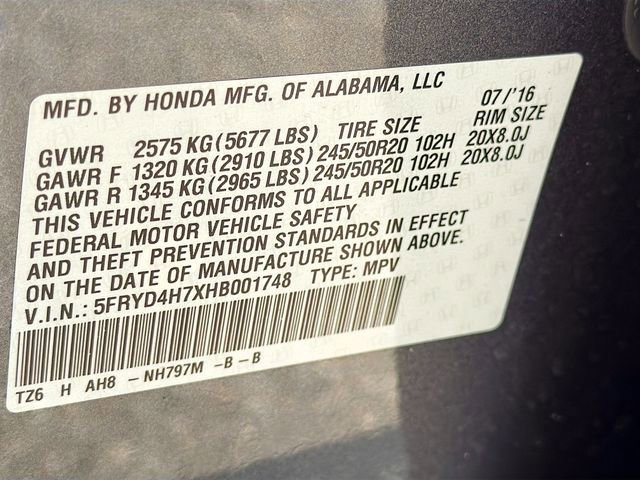 MFD. BY HONDA MFG. OF ALABAMA, LLC 07/'16
GVWR 2575 KG (5677 LBS) TIRE SIZE RIM SIZE
GAWR F 1320 KG (2910 LBS) 245/50R20 102H 20X8.0J
GAWR R 1345 KG (2965 LBS) 245/50R20 102H 20X8.0J
THIS VEHICLE CONFORMS TO ALL APPLICABLE
FEDERAL MOTOR VEHICLE SAFETY
AND THEFT PREVENTION STANDARDS IN EFFECT
ON THE DATE OF MANUFACTURE SHOWN ABOVE.
V.I.N.: 5FRYD4H7XHB001748 TYPE: MPV
TZ6 H AH8 - NH797M - B - B